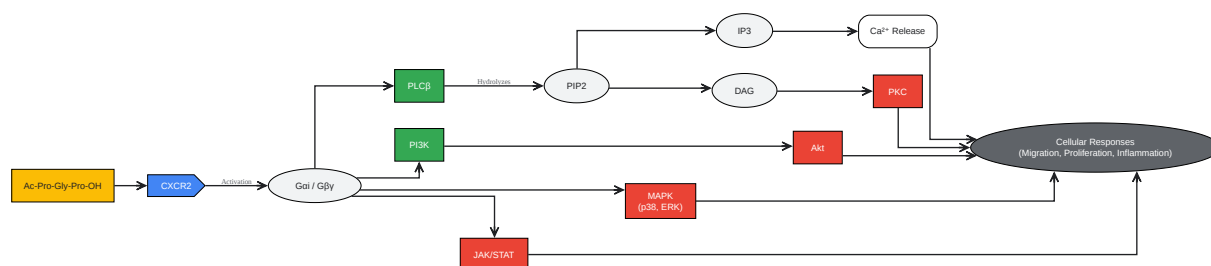 IP3
Ca²⁺ Release
PLCβ
Hydrolyzes
PIP2
DAG
PKC
PI3K
Akt
Cellular Responses
(Migration, Proliferation, Inflammation)
Ac-Pro-Gly-Pro-OH
CXCR2
Activation
Gαi / Gβγ
MAPK
(p38, ERK)
JAK/STAT